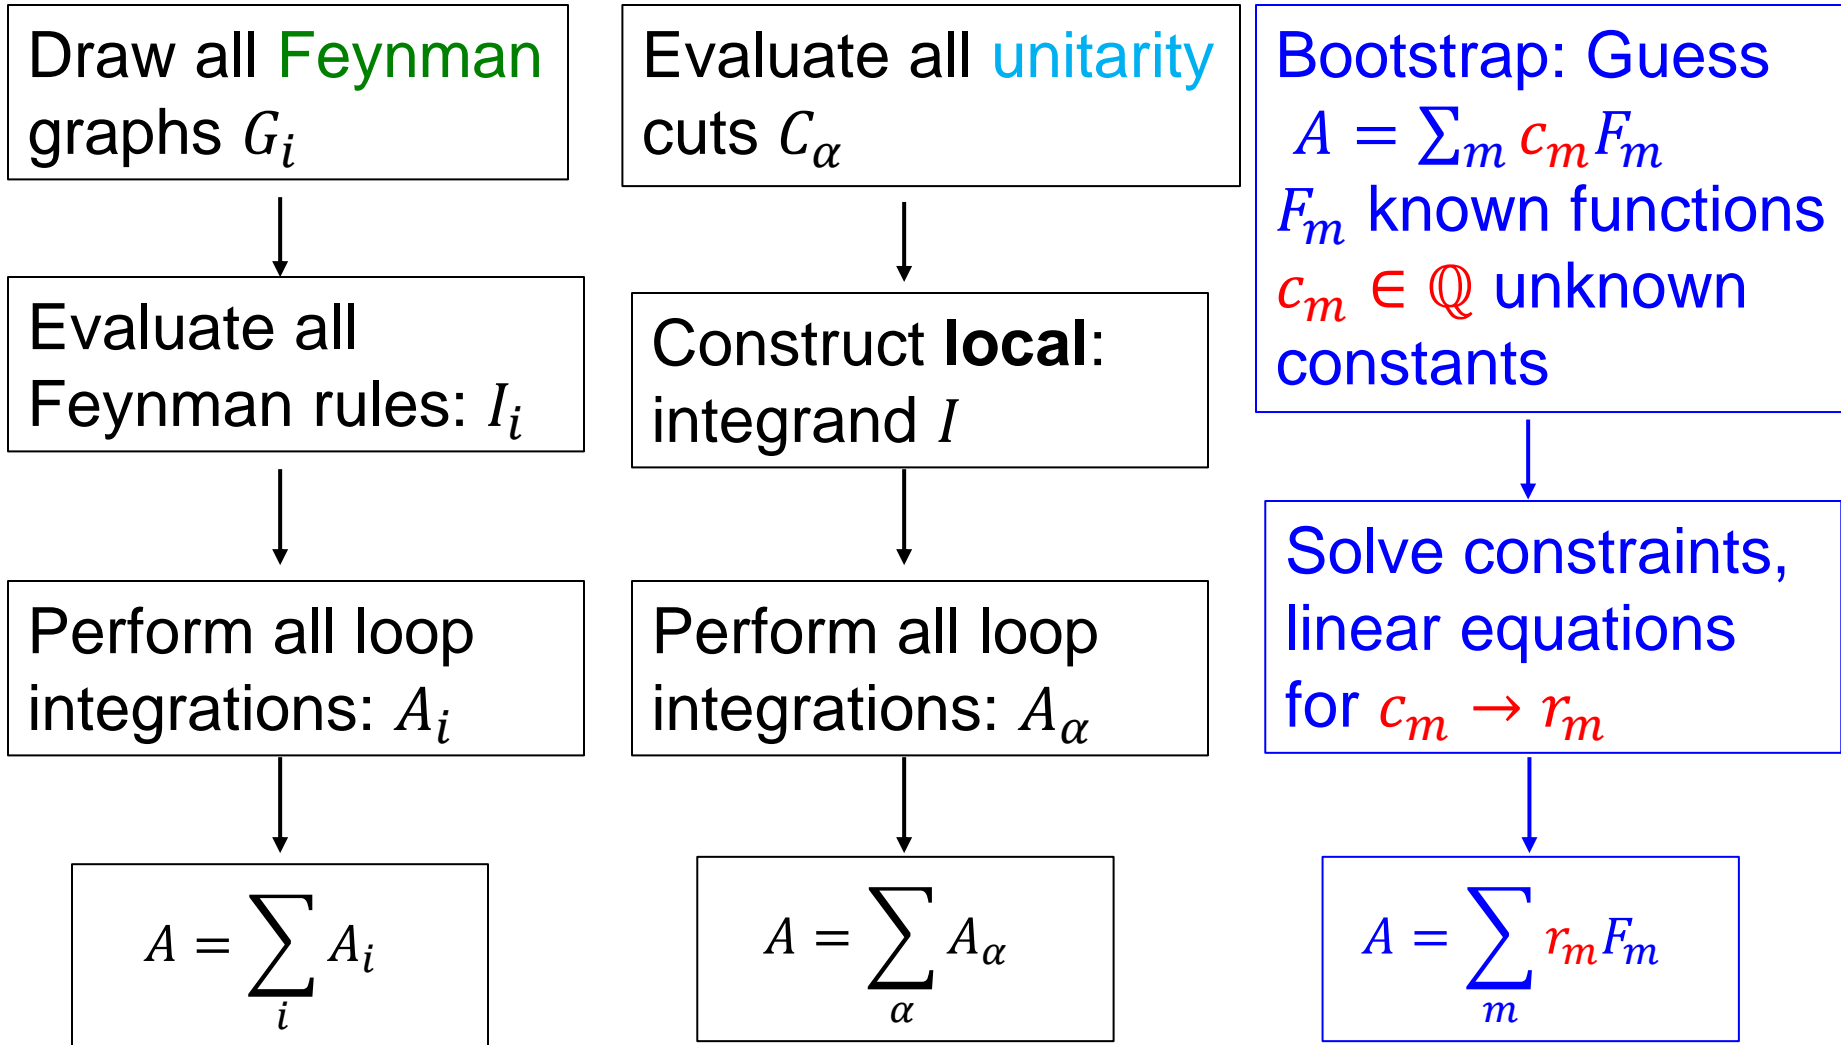 Draw all Feynman
graphs G_i
Evaluate all
Feynman rules: I_i
Perform all loop
integrations: A_i
A = ∑_i A_i
Evaluate all unitarity
cuts C_α
Construct local:
integrand I
Perform all loop
integrations: A_α
A = ∑_α A_α
Bootstrap: Guess
A = ∑_m c_m F_m
F_m known functions
c_m ∈ ℚ unknown
constants
Solve constraints,
linear equations
for c_m → r_m
A = ∑_m r_m F_m